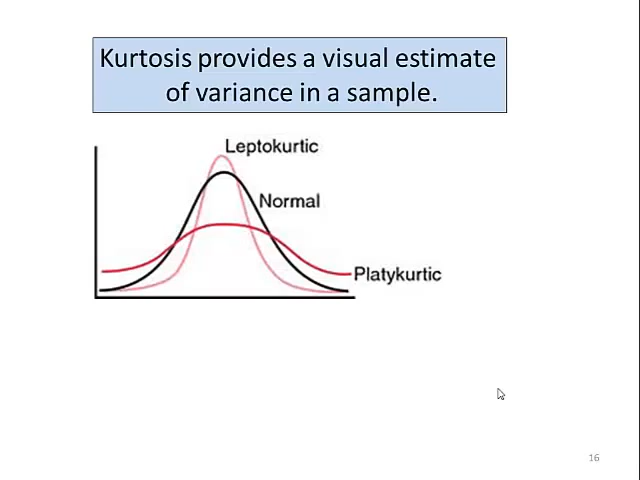 Kurtosis provides a visual estimate
of variance in a sample.
Leptokurtic
Normal
Platykurtic
16